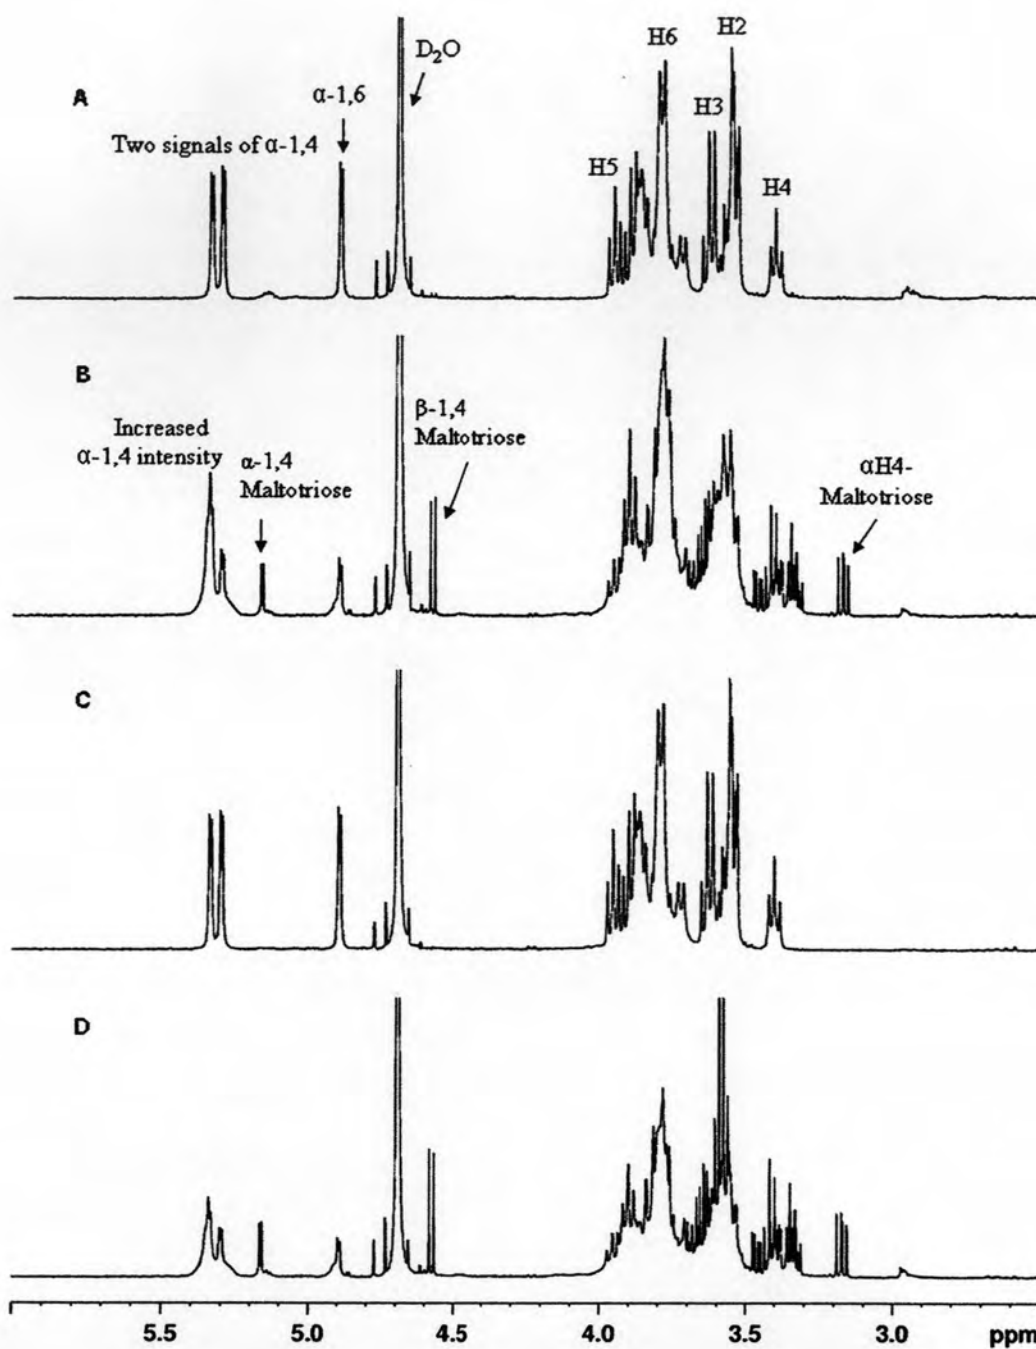 A
Two signals of α-1,4
α-1,6
D₂O
H5
H6
H3
H2
H4
B
Increased
α-1,4 intensity
α-1,4
Maltotriose
β-1,4
Maltotriose
αH4-
Maltotriose
C
D
5.5 5.0 4.5 4.0 3.5 3.0 ppm